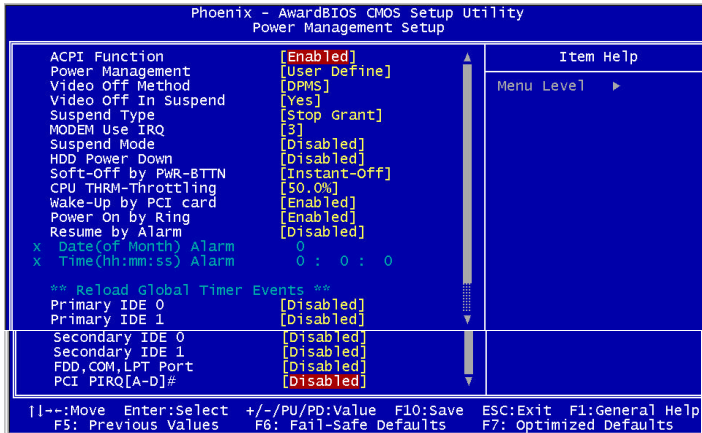 Phoenix - AwardBIOS CMOS Setup Utility
Power Management Setup
ACPI Function [Enabled]
Item Help
Power Management [User Define]
Video Off Method [DPMS]
Menu Level ▶
Video Off In Suspend [Yes]
Suspend Type [Stop Grant]
MODEM Use IRQ [3]
Suspend Mode [Disabled]
HDD Power Down [Disabled]
Soft-Off by PWR-BTTN [Instant-Off]
CPU THRM-Throttling [50.0%]
Wake-Up by PCI card [Enabled]
Power On by Ring [Enabled]
Resume by Alarm [Disabled]
x Date(of Month) Alarm 0
x Time(hh:mm:ss) Alarm 0 : 0 : 0
** Reload Global Timer Events **
Primary IDE 0 [Disabled]
Primary IDE 1 [Disabled]
Secondary IDE 0 [Disabled]
Secondary IDE 1 [Disabled]
FDD,COM,LPT Port [Disabled]
PCI PIRQ[A-D]# [Disabled]
↑↓→←:Move Enter:Select +/-/PU/PD:Value F10:Save ESC:Exit F1:General Help
F5: Previous Values F6: Fail-Safe Defaults F7: Optimized Defaults